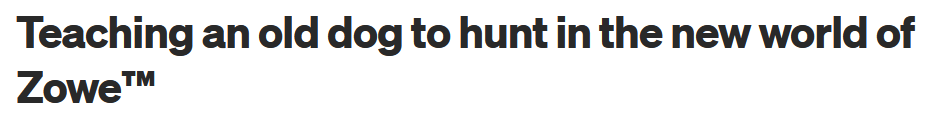 Teaching an old dog to hunt in the new world of
Zowe™